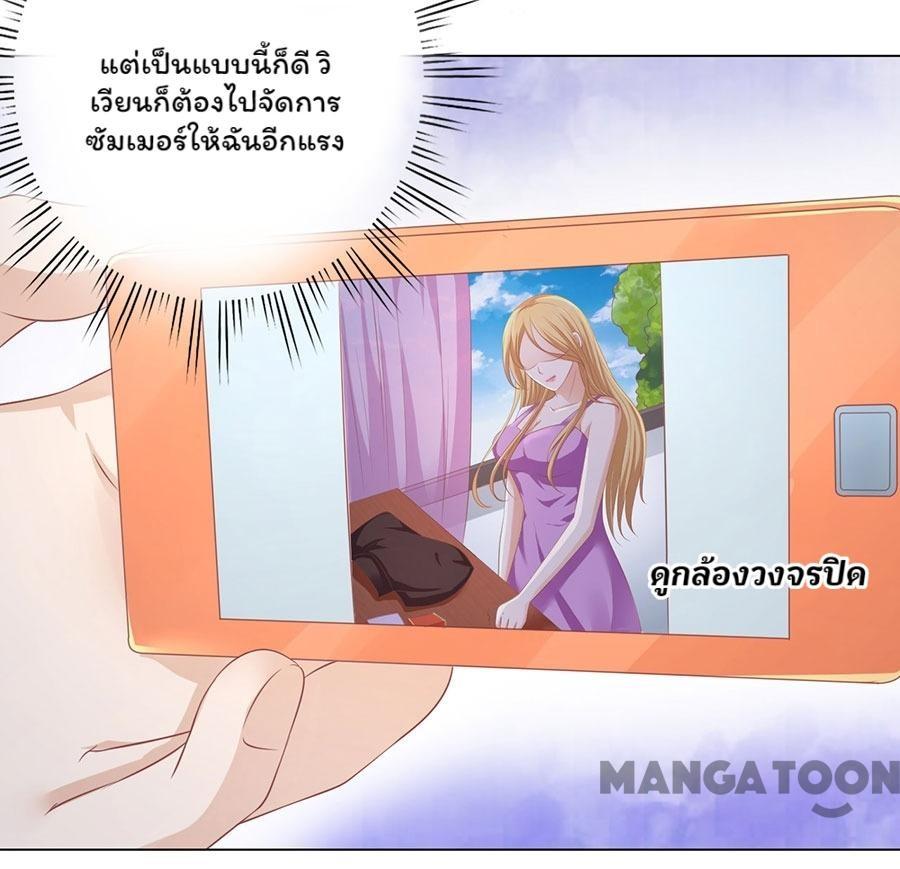 แต่เป็นแบบนี้ก็ดี วิ
เวียนก็ต้องไปจัดการ
ซัมเมอร์ให้ฉันอีกแรง
ดูกล้องวงจรปิด
MANGATOON